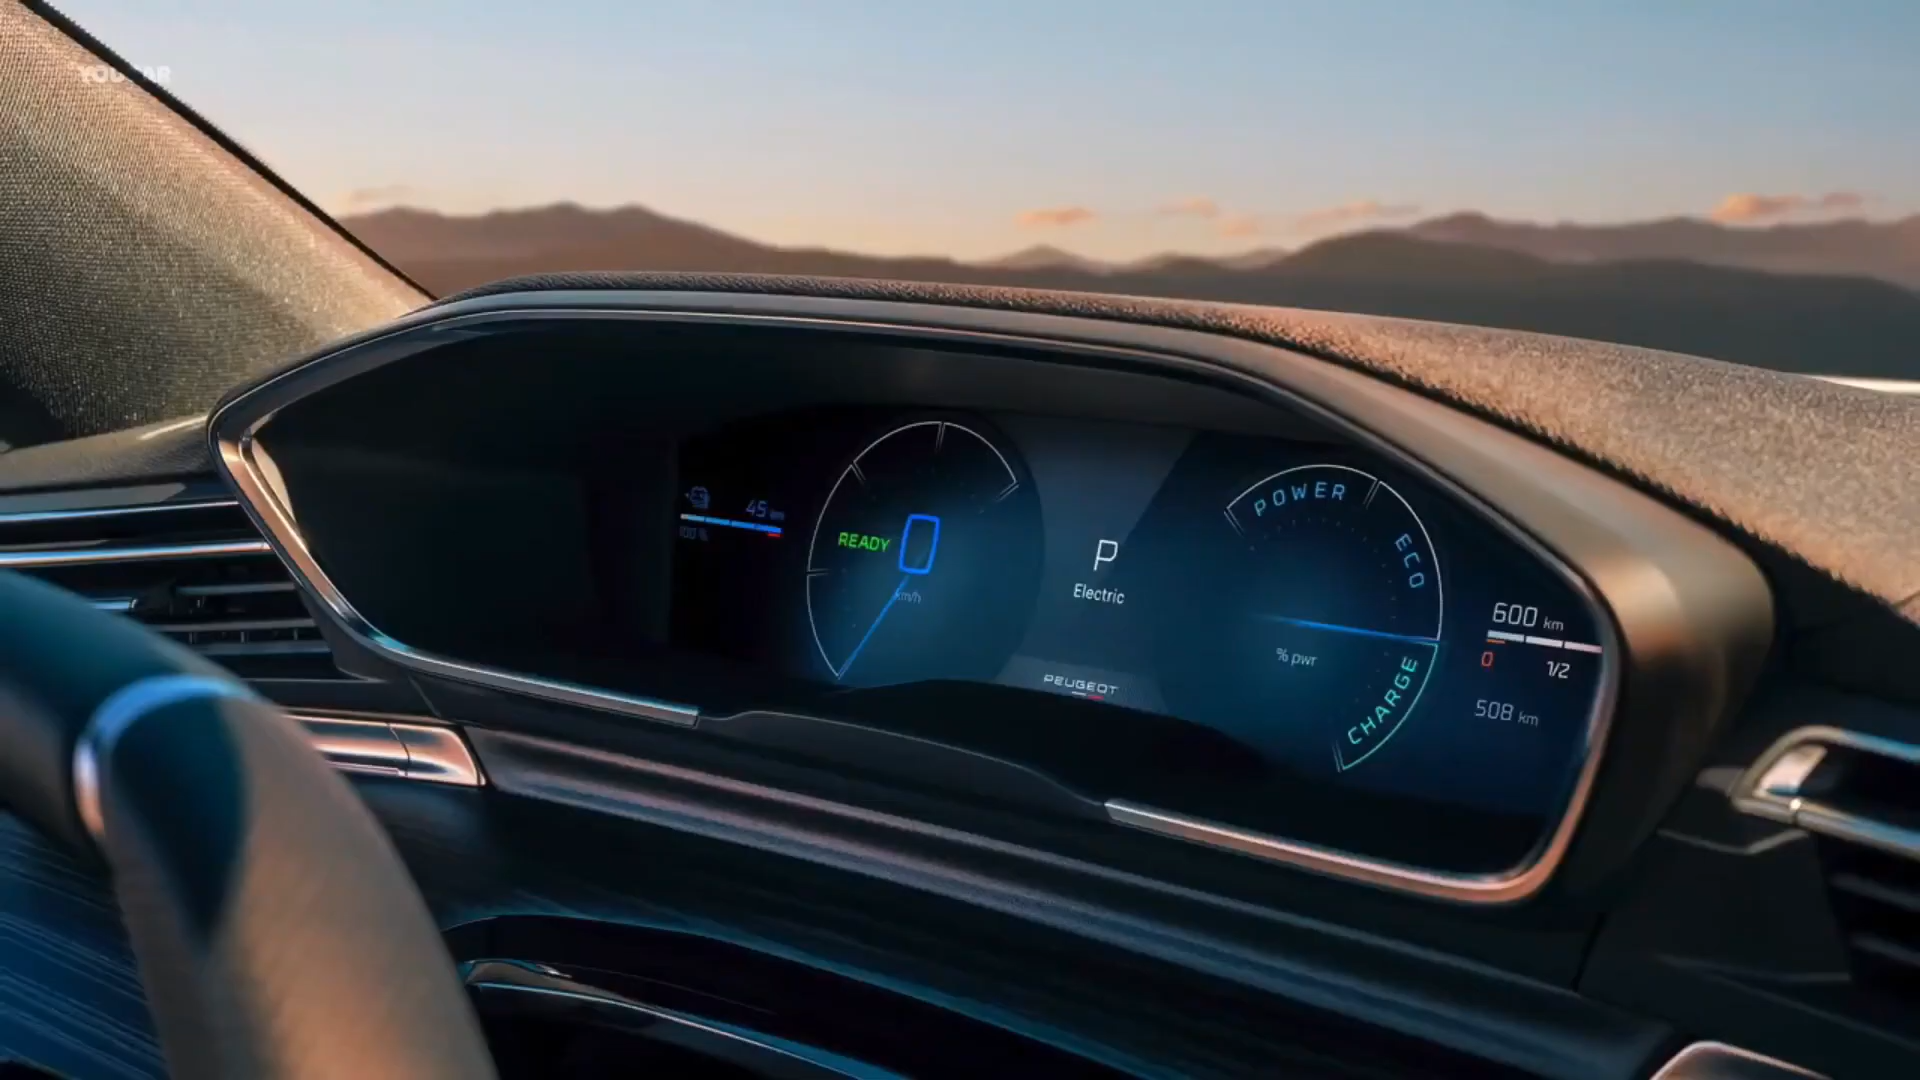 YOUCAR
45 km
100 %
READY
0
km/h
P
Electric
PEUGEOT
POWER
ECO
CHARGE
% pwr
600 km
0 1/2
508 km